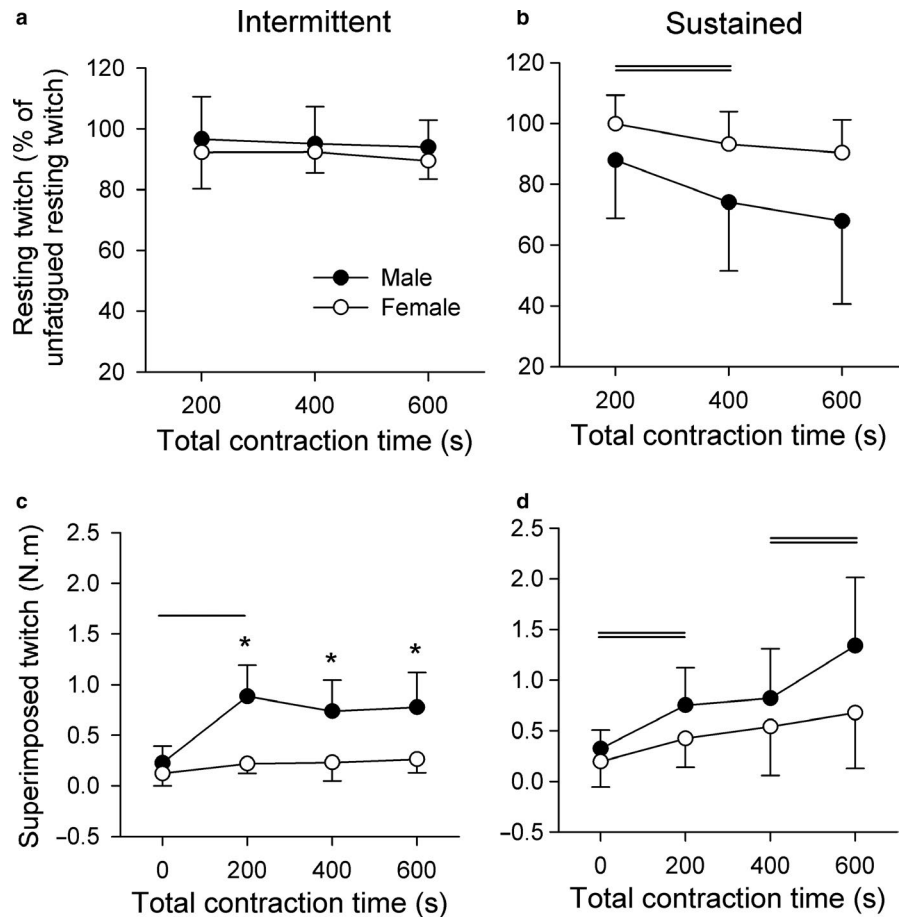 a
Intermittent
b
Sustained
Resting twitch (% of
unfatigued resting twitch)
120
100
80
60
40
20
Male
Female
200
400
600
Total contraction time (s)
120
100
80
60
40
20
200
400
600
Total contraction time (s)
c
Superimposed twitch (N.m)
2.5
2.0
1.5
1.0
0.5
0.0
–0.5
*
*
*
0
200
400
600
Total contraction time (s)
d
2.5
2.0
1.5
1.0
0.5
0.0
–0.5
0
200
400
600
Total contraction time (s)